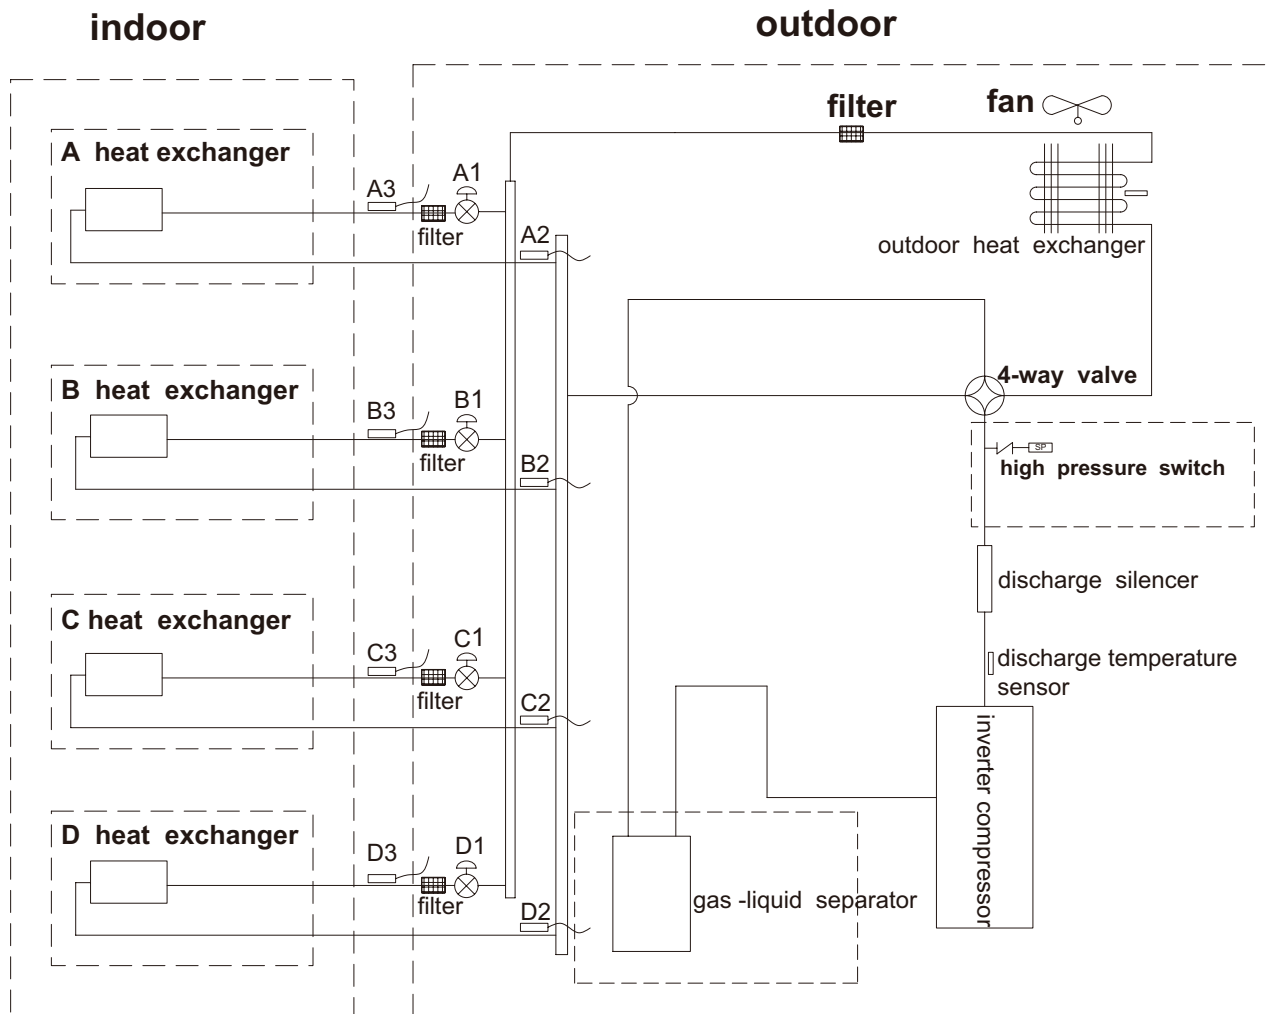 indoor
outdoor
filter
fan
A heat exchanger
A3
A1
filter
A2
outdoor heat exchanger
4-way valve
B heat exchanger
B3
B1
filter
B2
SP
high pressure switch
discharge silencer
C heat exchanger
C3
C1
filter
C2
discharge temperature
sensor
inverter compressor
D heat exchanger
D3
D1
filter
D2
gas -liquid separator